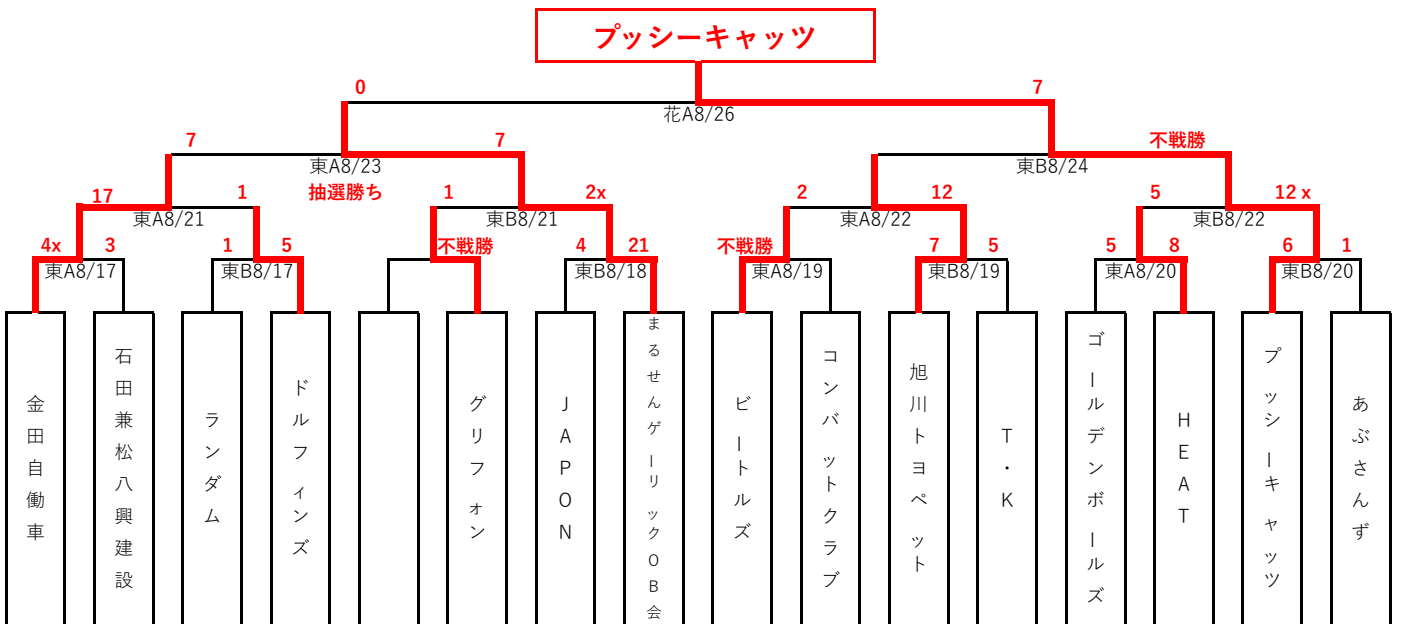 プッシーキャッツ
0
7
花A8/26
7
7
不戦勝
東A8/23
東B8/24
17
1
抽選勝ち
1
2x
2
12
5
12 x
東A8/21
東B8/21
東A8/22
東B8/22
4x
3
1
5
不戦勝
4
21
不戦勝
7
5
5
8
6
1
東A8/17
東B8/17
東B8/18
東A8/19
東B8/19
東A8/20
東B8/20
金田自働車
石田兼松八興建設
ランダム
ドルフィンズ
グリフォン
JAPON
まるせんゲーリックOB会
ビートルズ
コンバットクラブ
旭川トヨペット
T・K
ゴールデンボールズ
HEAT
プッシーキャッツ
あぶさんず